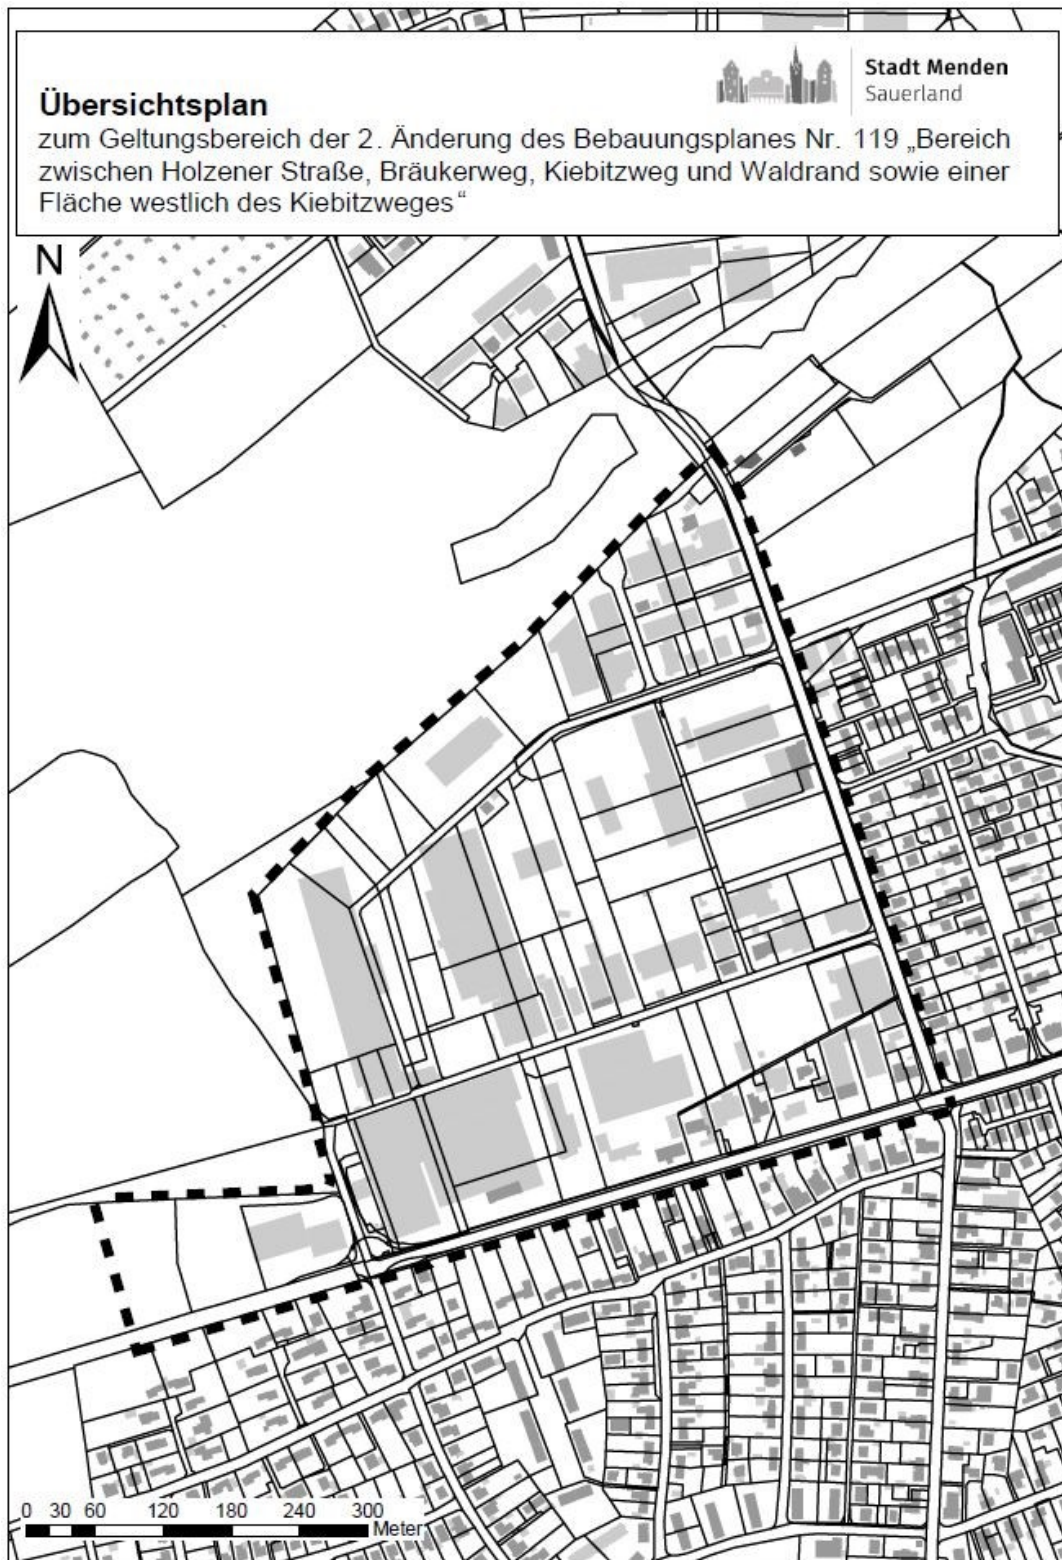 Stadt Menden
Sauerland
Übersichtsplan
zum Geltungsbereich der 2. Änderung des Bebauungsplanes Nr. 119 „Bereich
zwischen Holzener Straße, Bräukerweg, Kiebitzweg und Waldrand sowie einer
Fläche westlich des Kiebitzweges“
N
0 30 60 120 180 240 300
Meter